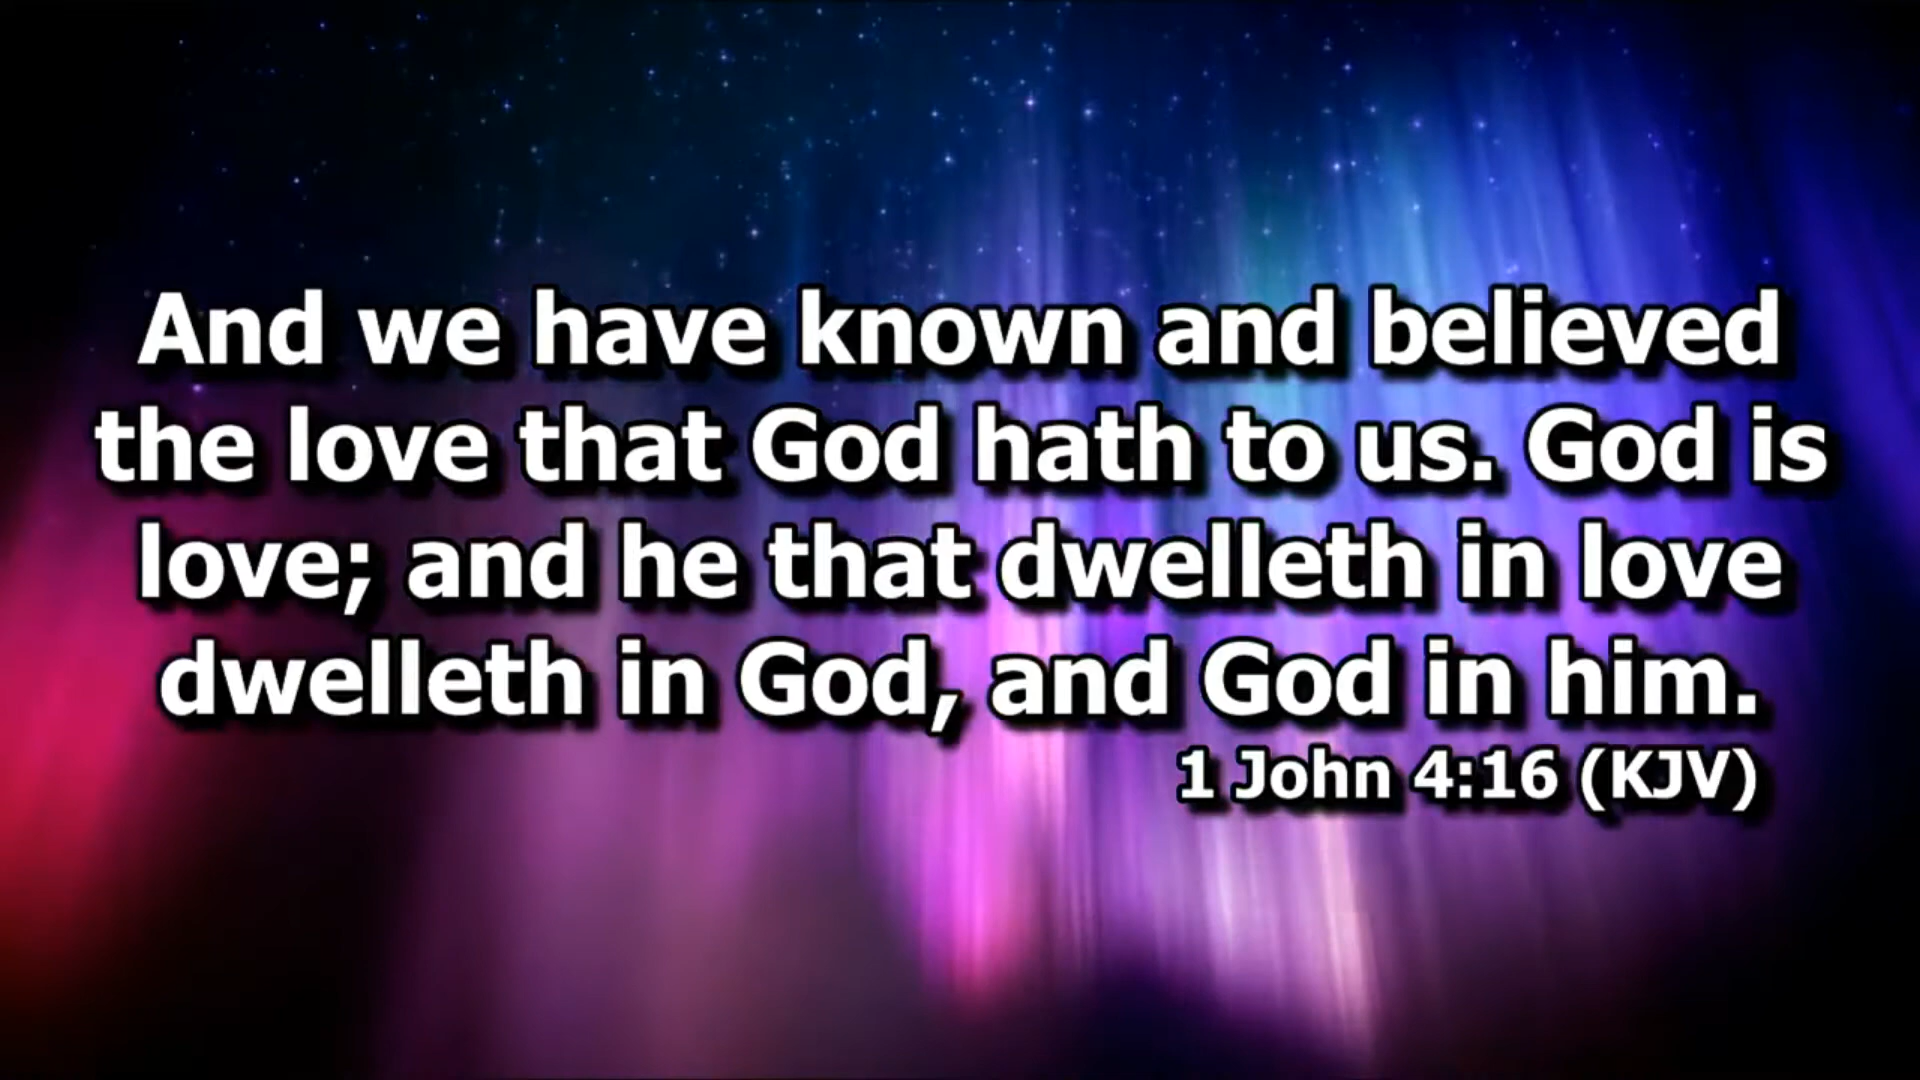 And we have known and believed
the love that God hath to us. God is
love; and he that dwelleth in love
dwelleth in God, and God in him.
1 John 4:16 (KJV)